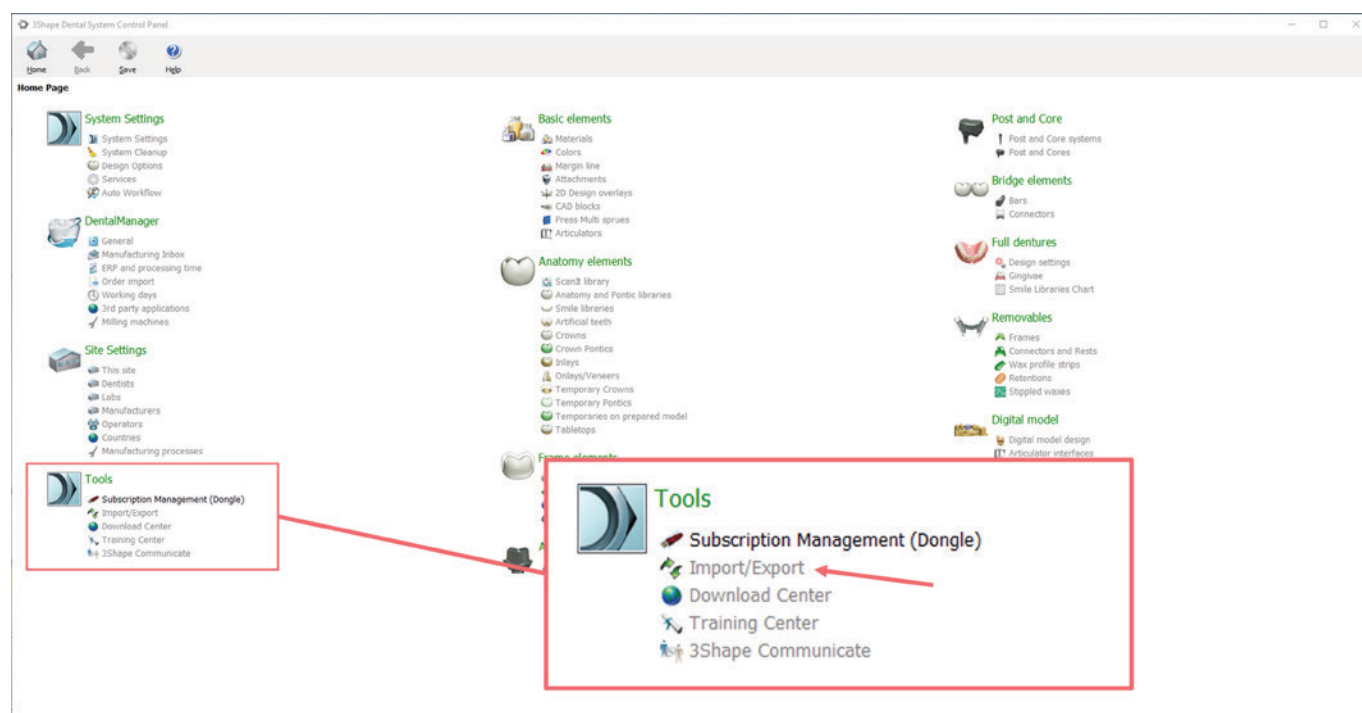 3Shape Dental System Control Panel
Home
Back
Save
Help
Home Page
System Settings
System Settings
System Cleanup
Design Options
Services
Auto Workflow
DentalManager
General
Manufacturing Inbox
ERP and processing time
Order import
Working days
3rd party applications
Milling machines
Site Settings
This site
Dentists
Labs
Manufacturers
Operators
Countries
Manufacturing processes
Tools
Subscription Management (Dongle)
Import/Export
Download Center
Training Center
3Shape Communicate
Basic elements
Materials
Colors
Margin line
Attachments
2D Design overlays
CAD blocks
Press Multi sprues
Articulators
Anatomy elements
ScanIt library
Anatomy and Pontic libraries
Smile libraries
Artificial teeth
Crowns
Crown Pontics
Inlays
Onlays/Veneers
Temporary Crowns
Temporary Pontics
Temporaries on prepared model
Tabletops
Frame elements
Post and Core
Post and Core systems
Post and Cores
Bridge elements
Bars
Connectors
Full dentures
Design settings
Gingivae
Smile Libraries Chart
Removables
Frames
Connectors and Rests
Wax profile strips
Retentions
Stippled waxes
Digital model
Digital model design
Articulator interfaces
Tools
Subscription Management (Dongle)
Import/Export
Download Center
Training Center
3Shape Communicate